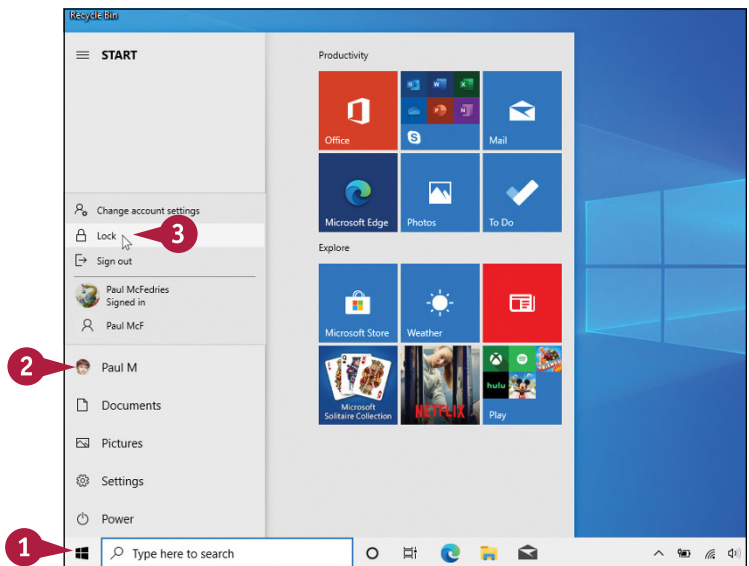 Recycle Bin
START
Change account settings
Lock
3
Sign out
Paul McFedries
Signed in
Paul McF
2
Paul M
Documents
Pictures
Settings
Power
1
Type here to search
Productivity
Office
Mail
Microsoft Edge
Photos
To Do
Explore
Microsoft Store
Weather
Microsoft
Solitaire Collection
NETFLIX
hulu
Play